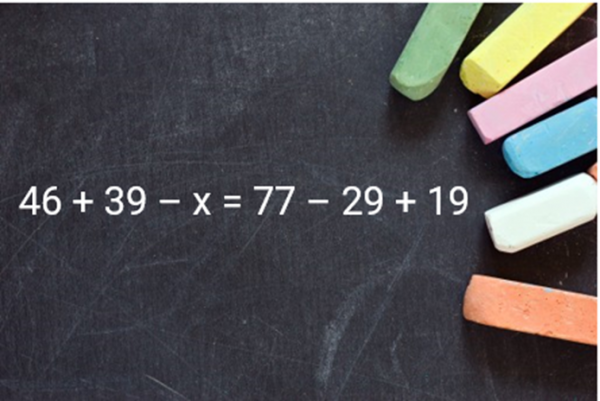 46 + 39 – x = 77 – 29 + 19